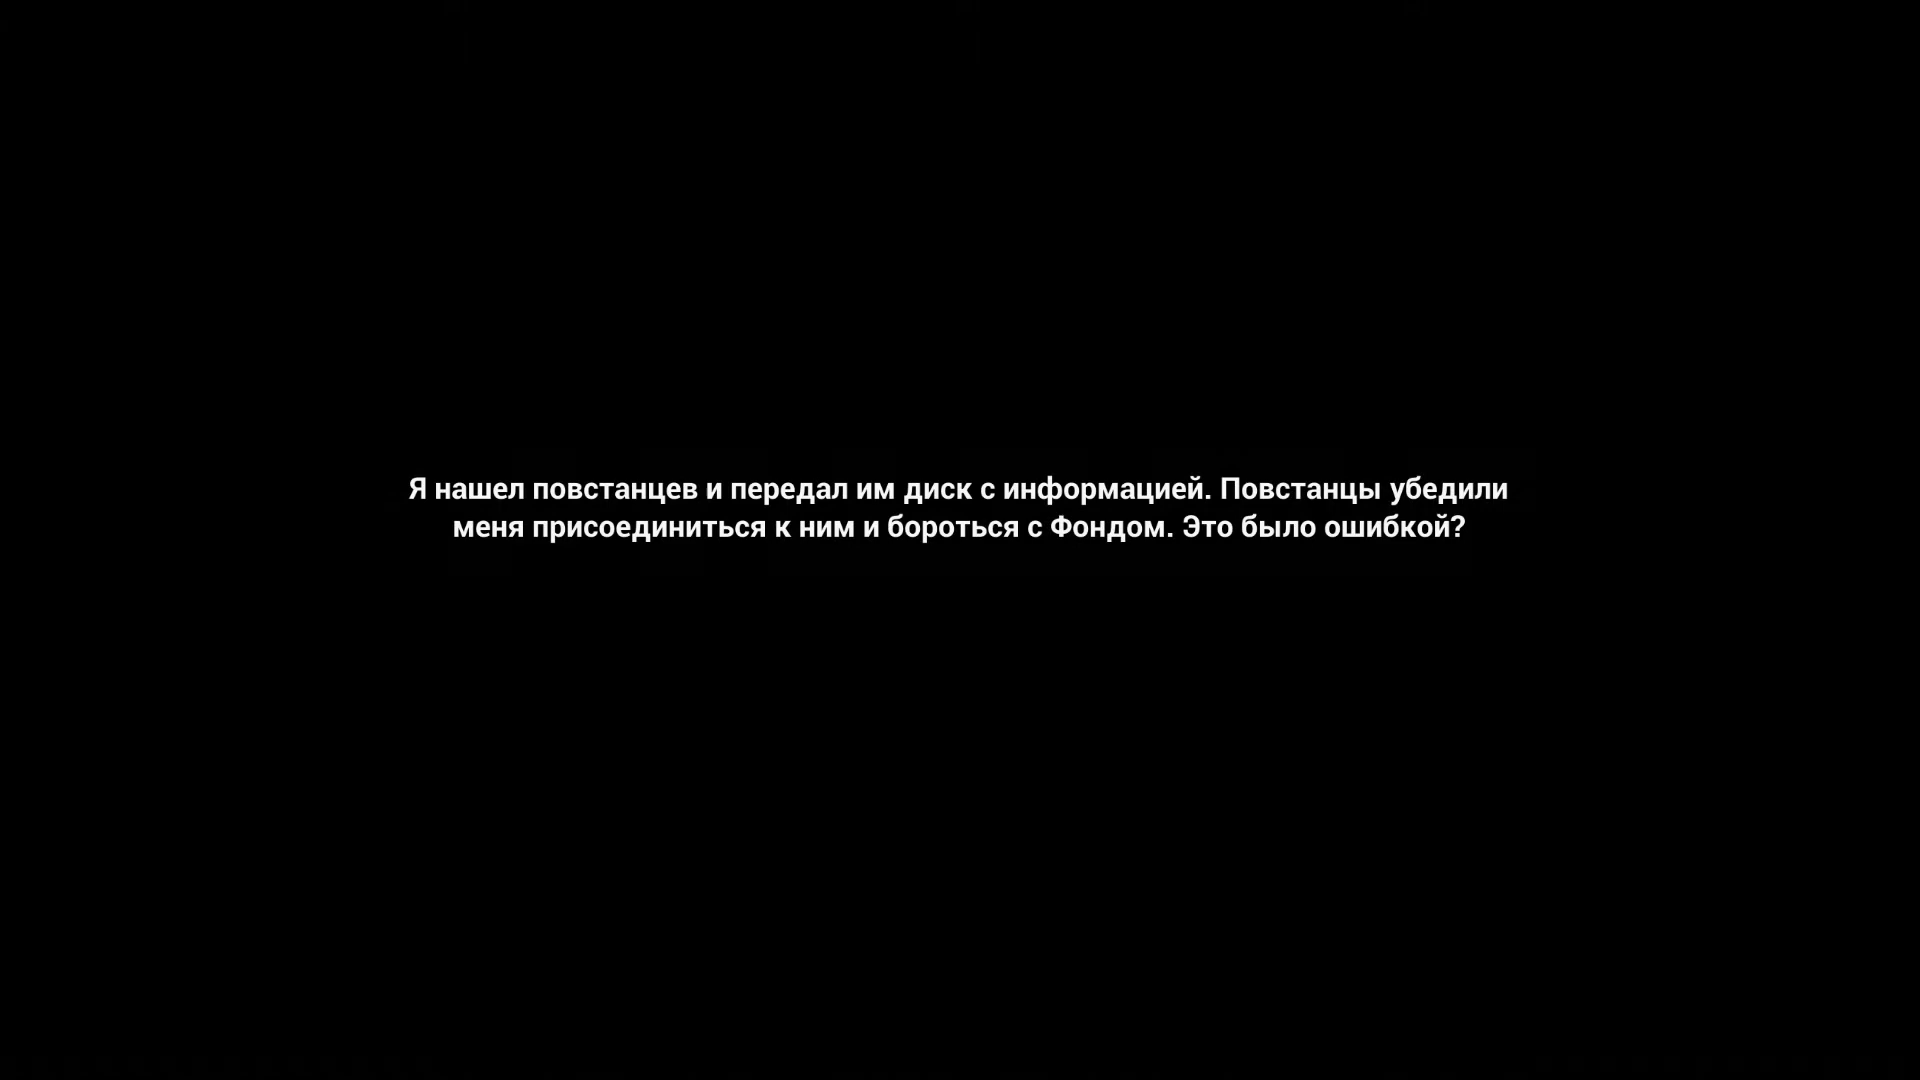 Я нашел повстанцев и передал им диск с информацией. Повстанцы убедили
меня присоединиться к ним и бороться с Фондом. Это было ошибкой?